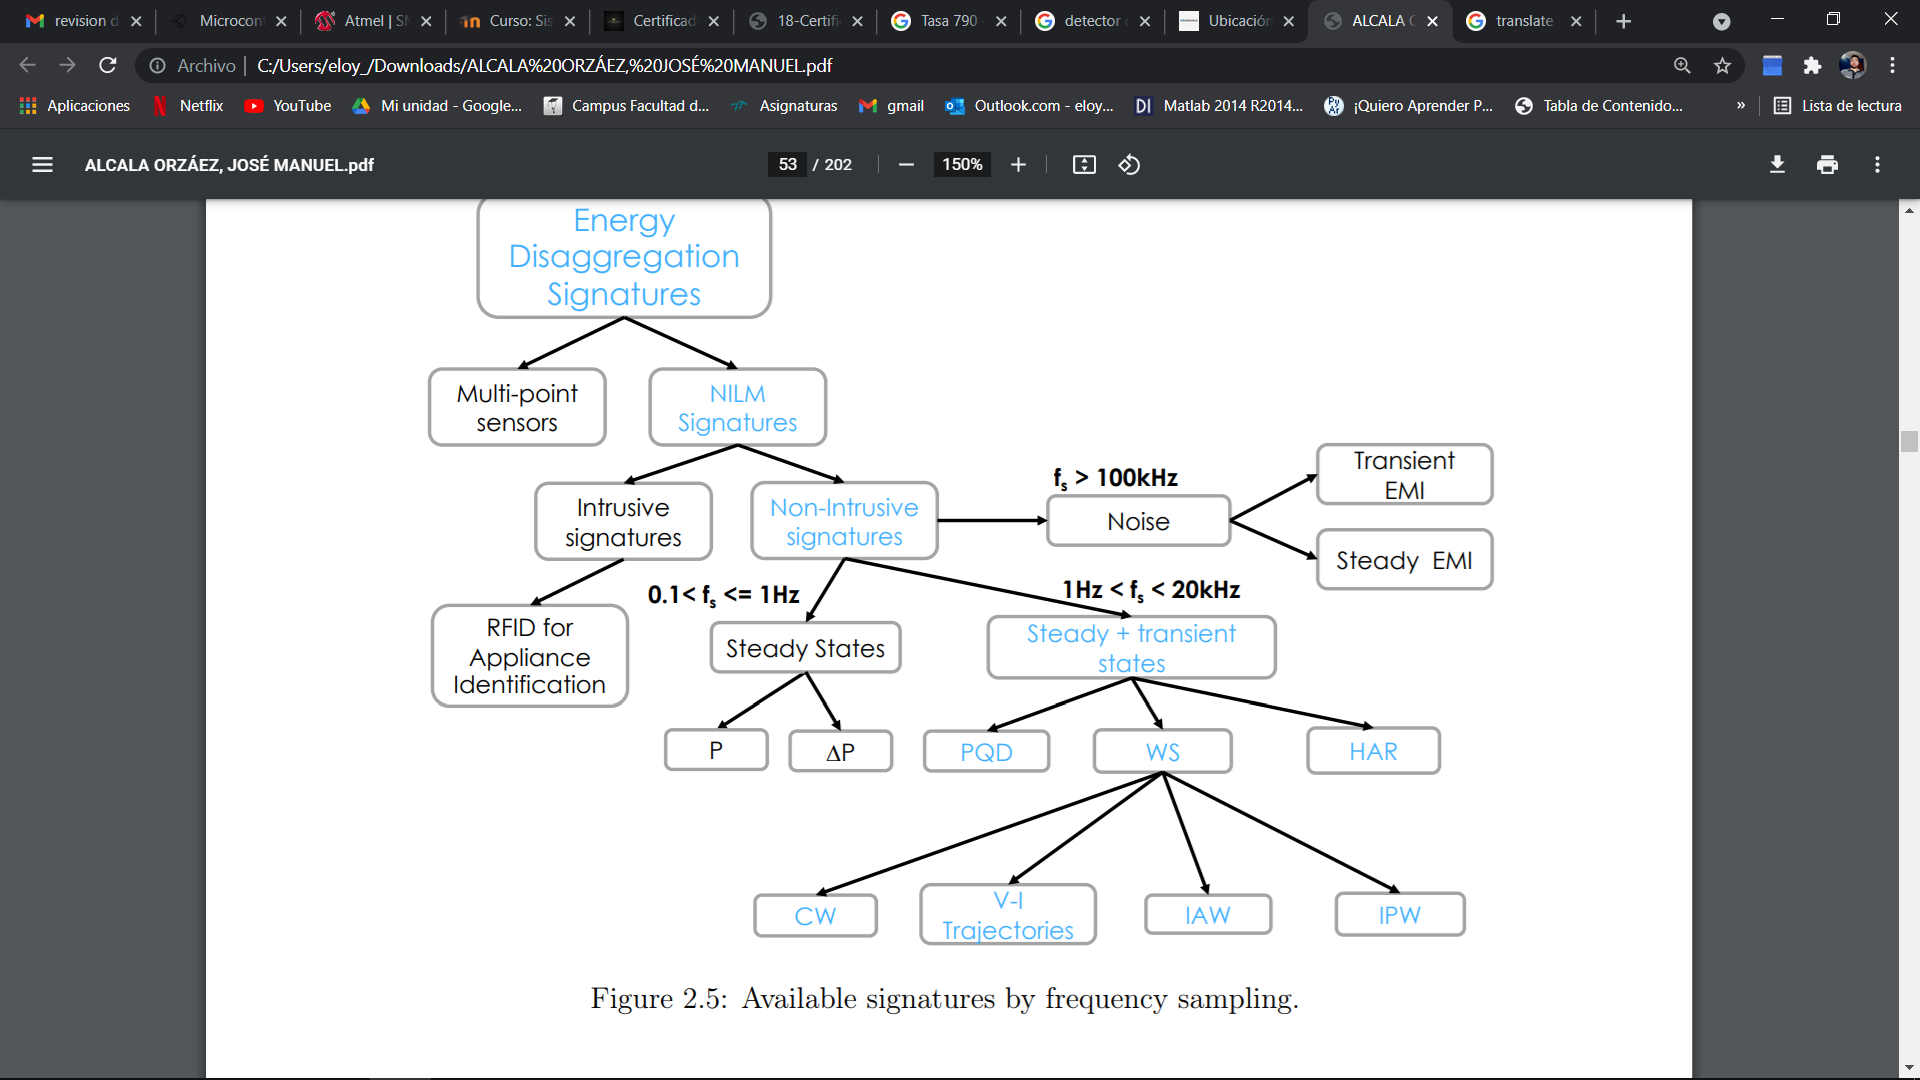 revision d
Microcon
Atmel | SM
Curso: Sis
Certificad
18-Certifi
Tasa 790
detector
Ubicación
ALCALA
translate
Archivo
C:/Users/eloy_/Downloads/ALCALA%20ORZÁEZ,%20JOSÉ%20MANUEL.pdf
Aplicaciones
Netflix
YouTube
Mi unidad - Google...
Campus Facultad d...
Asignaturas
gmail
Outlook.com - eloy...
DI
Matlab 2014 R2014...
¡Quiero Aprender P...
Tabla de Contenido...
»
Lista de lectura
ALCALA ORZÁEZ, JOSÉ MANUEL.pdf
53 / 202
150%
Energy
Disaggregation
Signatures
Multi-point
sensors
NILM
Signatures
Intrusive
signatures
Non-Intrusive
signatures
fs > 100kHz
Noise
Transient
EMI
Steady EMI
RFID for
Appliance
Identification
0.1< fs <= 1Hz
Steady States
1Hz < fs < 20kHz
Steady + transient
states
P
ΔP
PQD
WS
HAR
CW
V-I
Trajectories
IAW
IPW
Figure 2.5: Available signatures by frequency sampling.